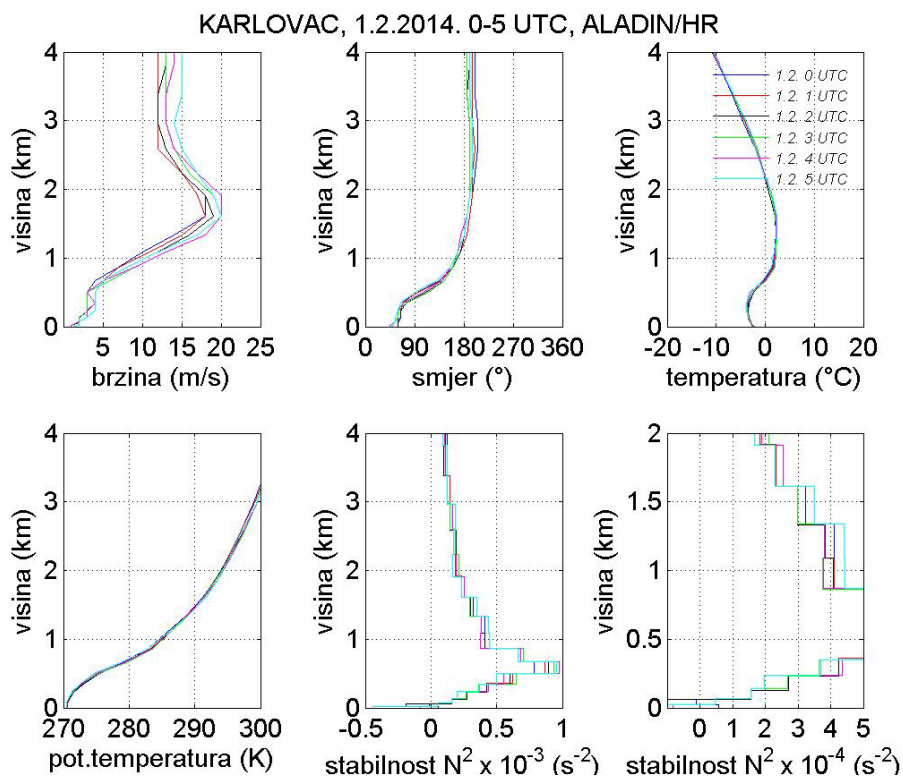 KARLOVAC, 1.2.2014. 0-5 UTC, ALADIN/HR
4
3
2
1
0
visina (km)
5 10 15 20 25
brzina (m/s)
4
3
2
1
0
visina (km)
0 90 180 270 360
smjer (°)
4
3
2
1
0
visina (km)
-20 -10 0 10 20
temperatura (°C)
1.2. 0 UTC
1.2. 1 UTC
1.2. 2 UTC
1.2. 3 UTC
1.2. 4 UTC
1.2. 5 UTC
4
3
2
1
0
visina (km)
270 280 290 300
pot.temperatura (K)
4
3
2
1
0
visina (km)
-0.5 0 0.5 1
stabilnost N² x 10⁻³ (s⁻²)
2
1.5
1
0.5
0
visina (km)
0 1 2 3 4 5
stabilnost N² x 10⁻⁴ (s⁻²)